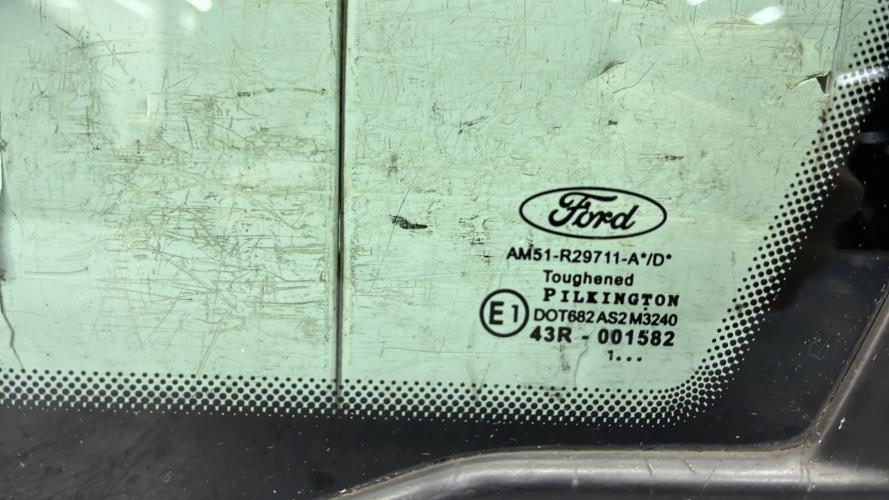 Ford
AM51-R29711-A*/D*
Toughened
PILKINGTON
E1
DOT682 AS2 M3240
43R - 001582
1...